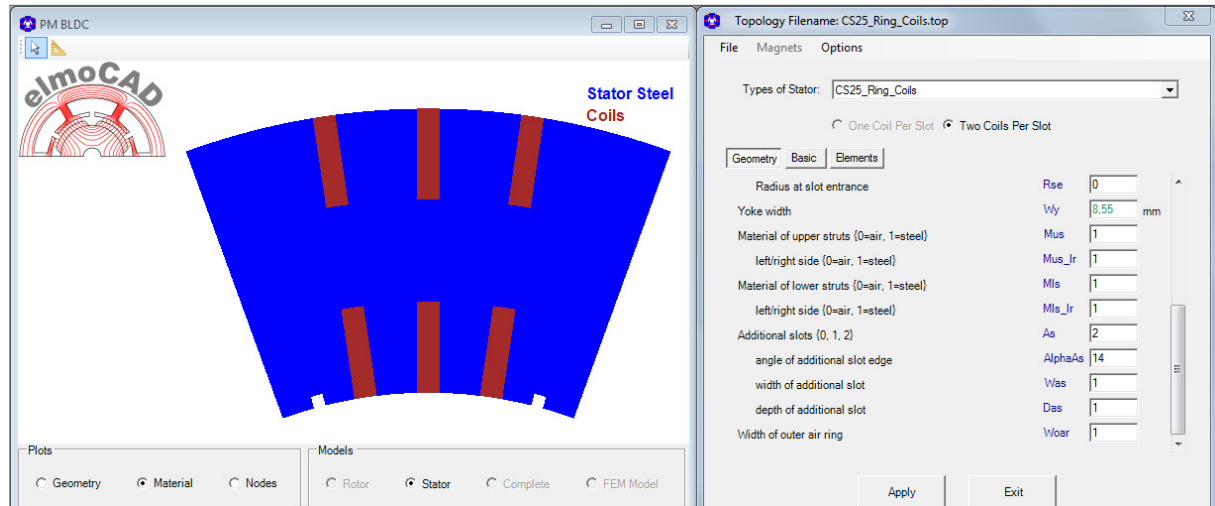 PM BLDC
elmoCAD
Stator Steel
Coils
Plots
Geometry
Material
Nodes
Models
Rotor
Stator
Complete
FEM Model
Topology Filename: CS25_Ring_Coils.top
File Magnets Options
Types of Stator: CS25_Ring_Coils
One Coil Per Slot Two Coils Per Slot
Geometry Basic Elements
Radius at slot entrance Rse 0
Yoke width Wy 8,55 mm
Material of upper struts {0=air, 1=steel} Mus 1
left/right side {0=air, 1=steel} Mus_lr 1
Material of lower struts {0=air, 1=steel} Mls 1
left/right side {0=air, 1=steel} Mls_lr 1
Additional slots {0, 1, 2} As 2
angle of additional slot edge AlphaAs 14
width of additional slot Was 1
depth of additional slot Das 1
Width of outer air ring Woar 1
Apply Exit